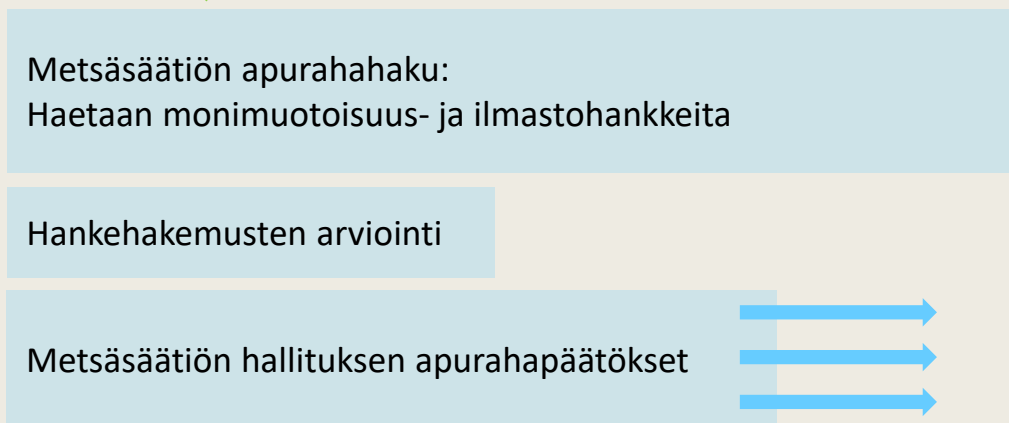 Metsäsäätiön apurahahaku:
Haetaan monimuotoisuus- ja ilmastohankkeita
Hankehakemusten arviointi
Metsäsäätiön hallituksen apurahapäätökset